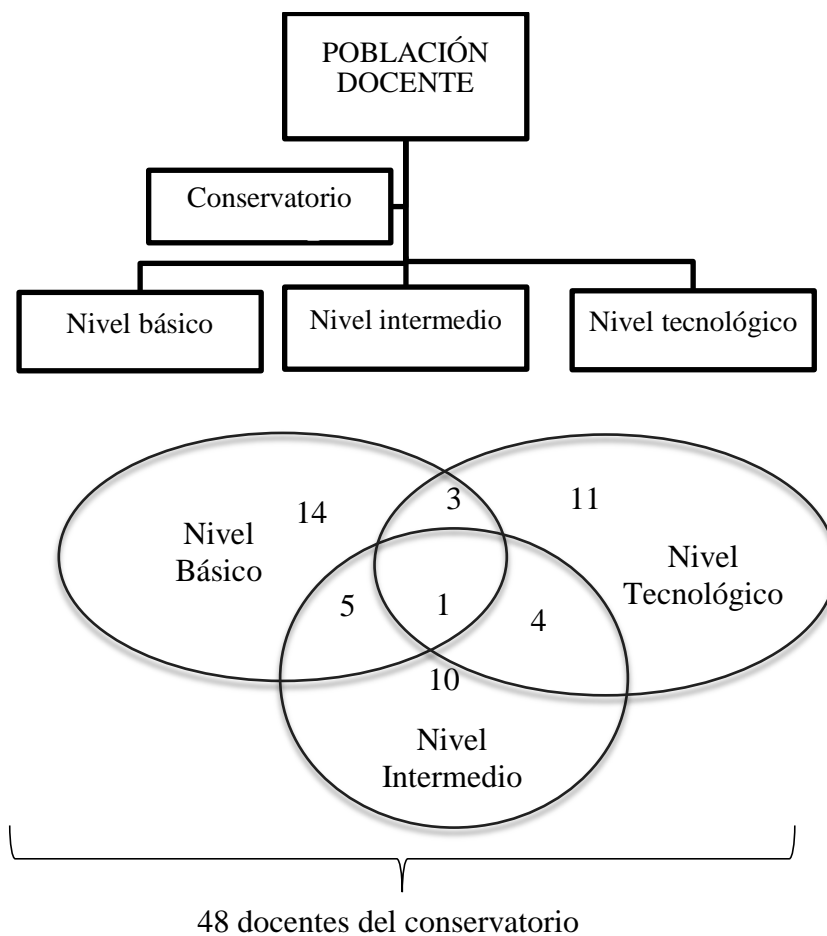 POBLACIÓN
DOCENTE
Conservatorio
Nivel básico
Nivel intermedio
Nivel tecnológico
14
3
11
Nivel
Básico
Nivel
Tecnológico
5
1
4
10
Nivel
Intermedio
48 docentes del conservatorio